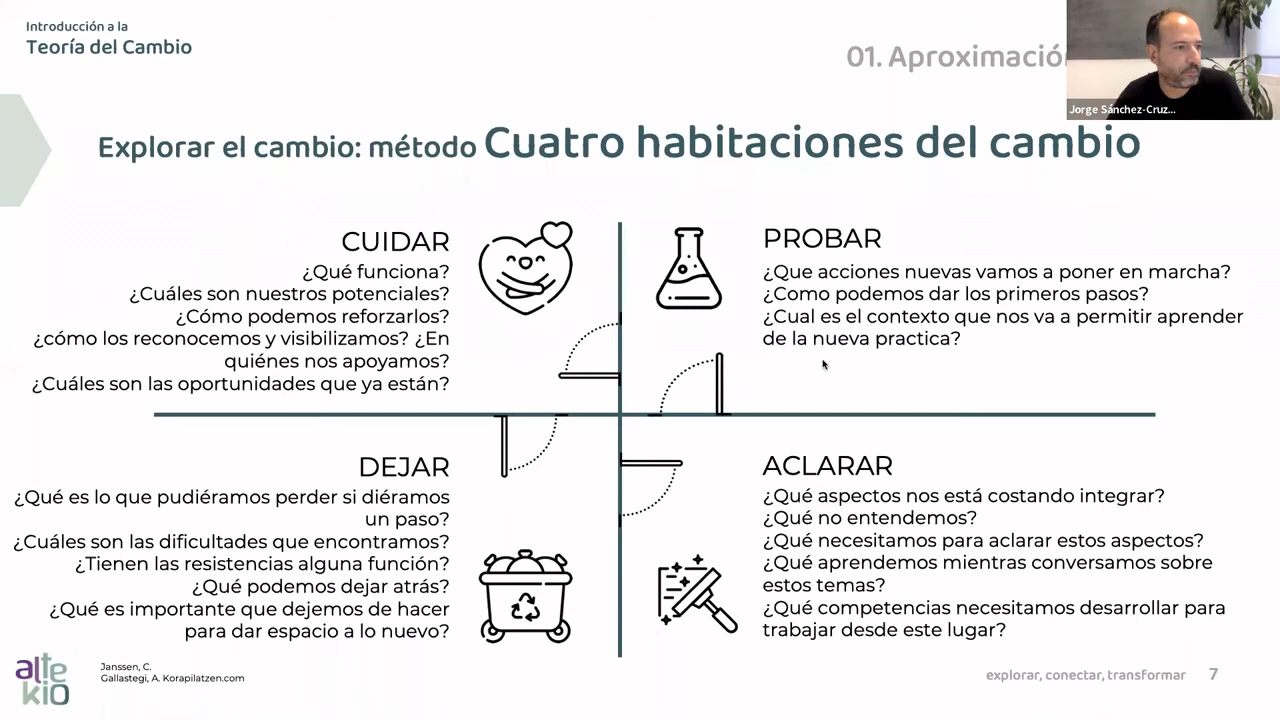 Introducción a la
Teoría del Cambio
01. Aproximación
Jorge Sánchez-Cruz...
Explorar el cambio: método Cuatro habitaciones del cambio
CUIDAR
¿Qué funciona?
¿Cuáles son nuestros potenciales?
¿Cómo podemos reforzarlos?
¿cómo los reconocemos y visibilizamos? ¿En
quiénes nos apoyamos?
¿Cuáles son las oportunidades que ya están?
PROBAR
¿Que acciones nuevas vamos a poner en marcha?
¿Como podemos dar los primeros pasos?
¿Cual es el contexto que nos va a permitir aprender
de la nueva practica?
DEJAR
¿Qué es lo que pudiéramos perder si diéramos
un paso?
¿Cuáles son las dificultades que encontramos?
¿Tienen las resistencias alguna función?
¿Qué podemos dejar atrás?
¿Qué es importante que dejemos de hacer
para dar espacio a lo nuevo?
ACLARAR
¿Qué aspectos nos está costando integrar?
¿Qué no entendemos?
¿Qué necesitamos para aclarar estos aspectos?
¿Qué aprendemos mientras conversamos sobre
estos temas?
¿Qué competencias necesitamos desarrollar para
trabajar desde este lugar?
alte
kio
Janssen, C.
Gallastegi, A. Korapilatzen.com
explorar, conectar, transformar 7